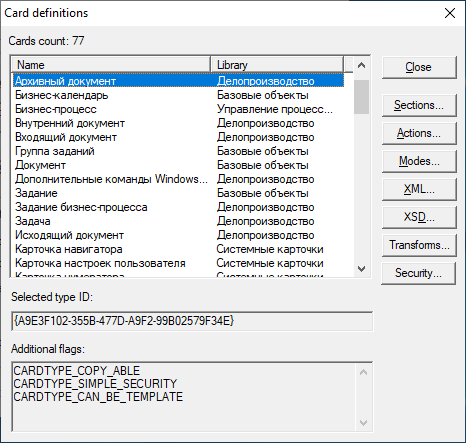 Card definitions
Cards count: 77
Name Library
Архивный документ Делопроизводство
Бизнес-календарь Базовые объекты
Бизнес-процесс Управление процесс...
Внутренний документ Делопроизводство
Входящий документ Делопроизводство
Группа заданий Базовые объекты
Документ Базовые объекты
Дополнительные команды Windows... Делопроизводство
Задание Базовые объекты
Задание бизнес-процесса Делопроизводство
Задача Делопроизводство
Исходящий документ Делопроизводство
Карточка навигатора Системные карточки
Карточка настроек пользователя Системные карточки
Карточка нумератора Системные карточки
Close
Sections...
Actions...
Modes...
XML...
XSD...
Transforms...
Security...
Selected type ID:
{A9E3F102-355B-477D-A9F2-99B02579F34E}
Additional flags:
CARDTYPE_COPY_ABLE
CARDTYPE_SIMPLE_SECURITY
CARDTYPE_CAN_BE_TEMPLATE